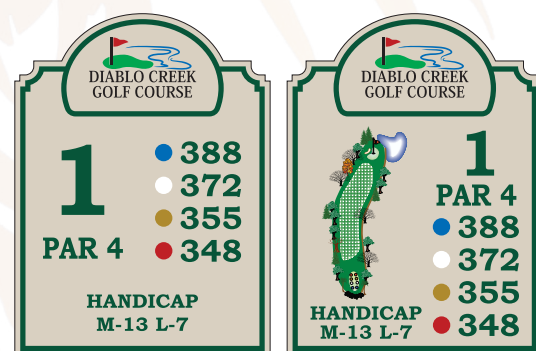 DIABLO CREEK
GOLF COURSE
1
PAR 4
388
372
355
348
HANDICAP
M-13 L-7
DIABLO CREEK
GOLF COURSE
1
PAR 4
388
372
355
348
HANDICAP
M-13 L-7